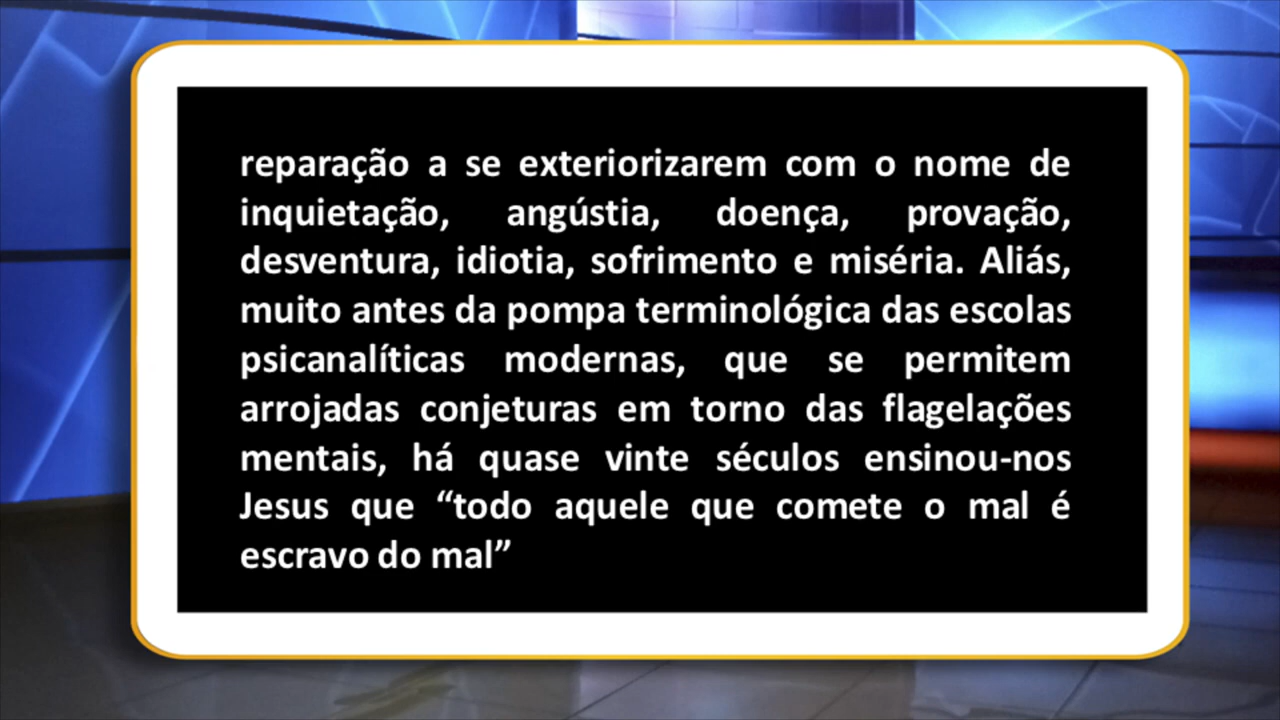 reparação a se exteriorizarem com o nome de
inquietação, angústia, doença, provação,
desventura, idiotia, sofrimento e miséria. Aliás,
muito antes da pompa terminológica das escolas
psicanalíticas modernas, que se permitem
arrojadas conjeturas em torno das flagelações
mentais, há quase vinte séculos ensinou-nos
Jesus que “todo aquele que comete o mal é
escravo do mal”